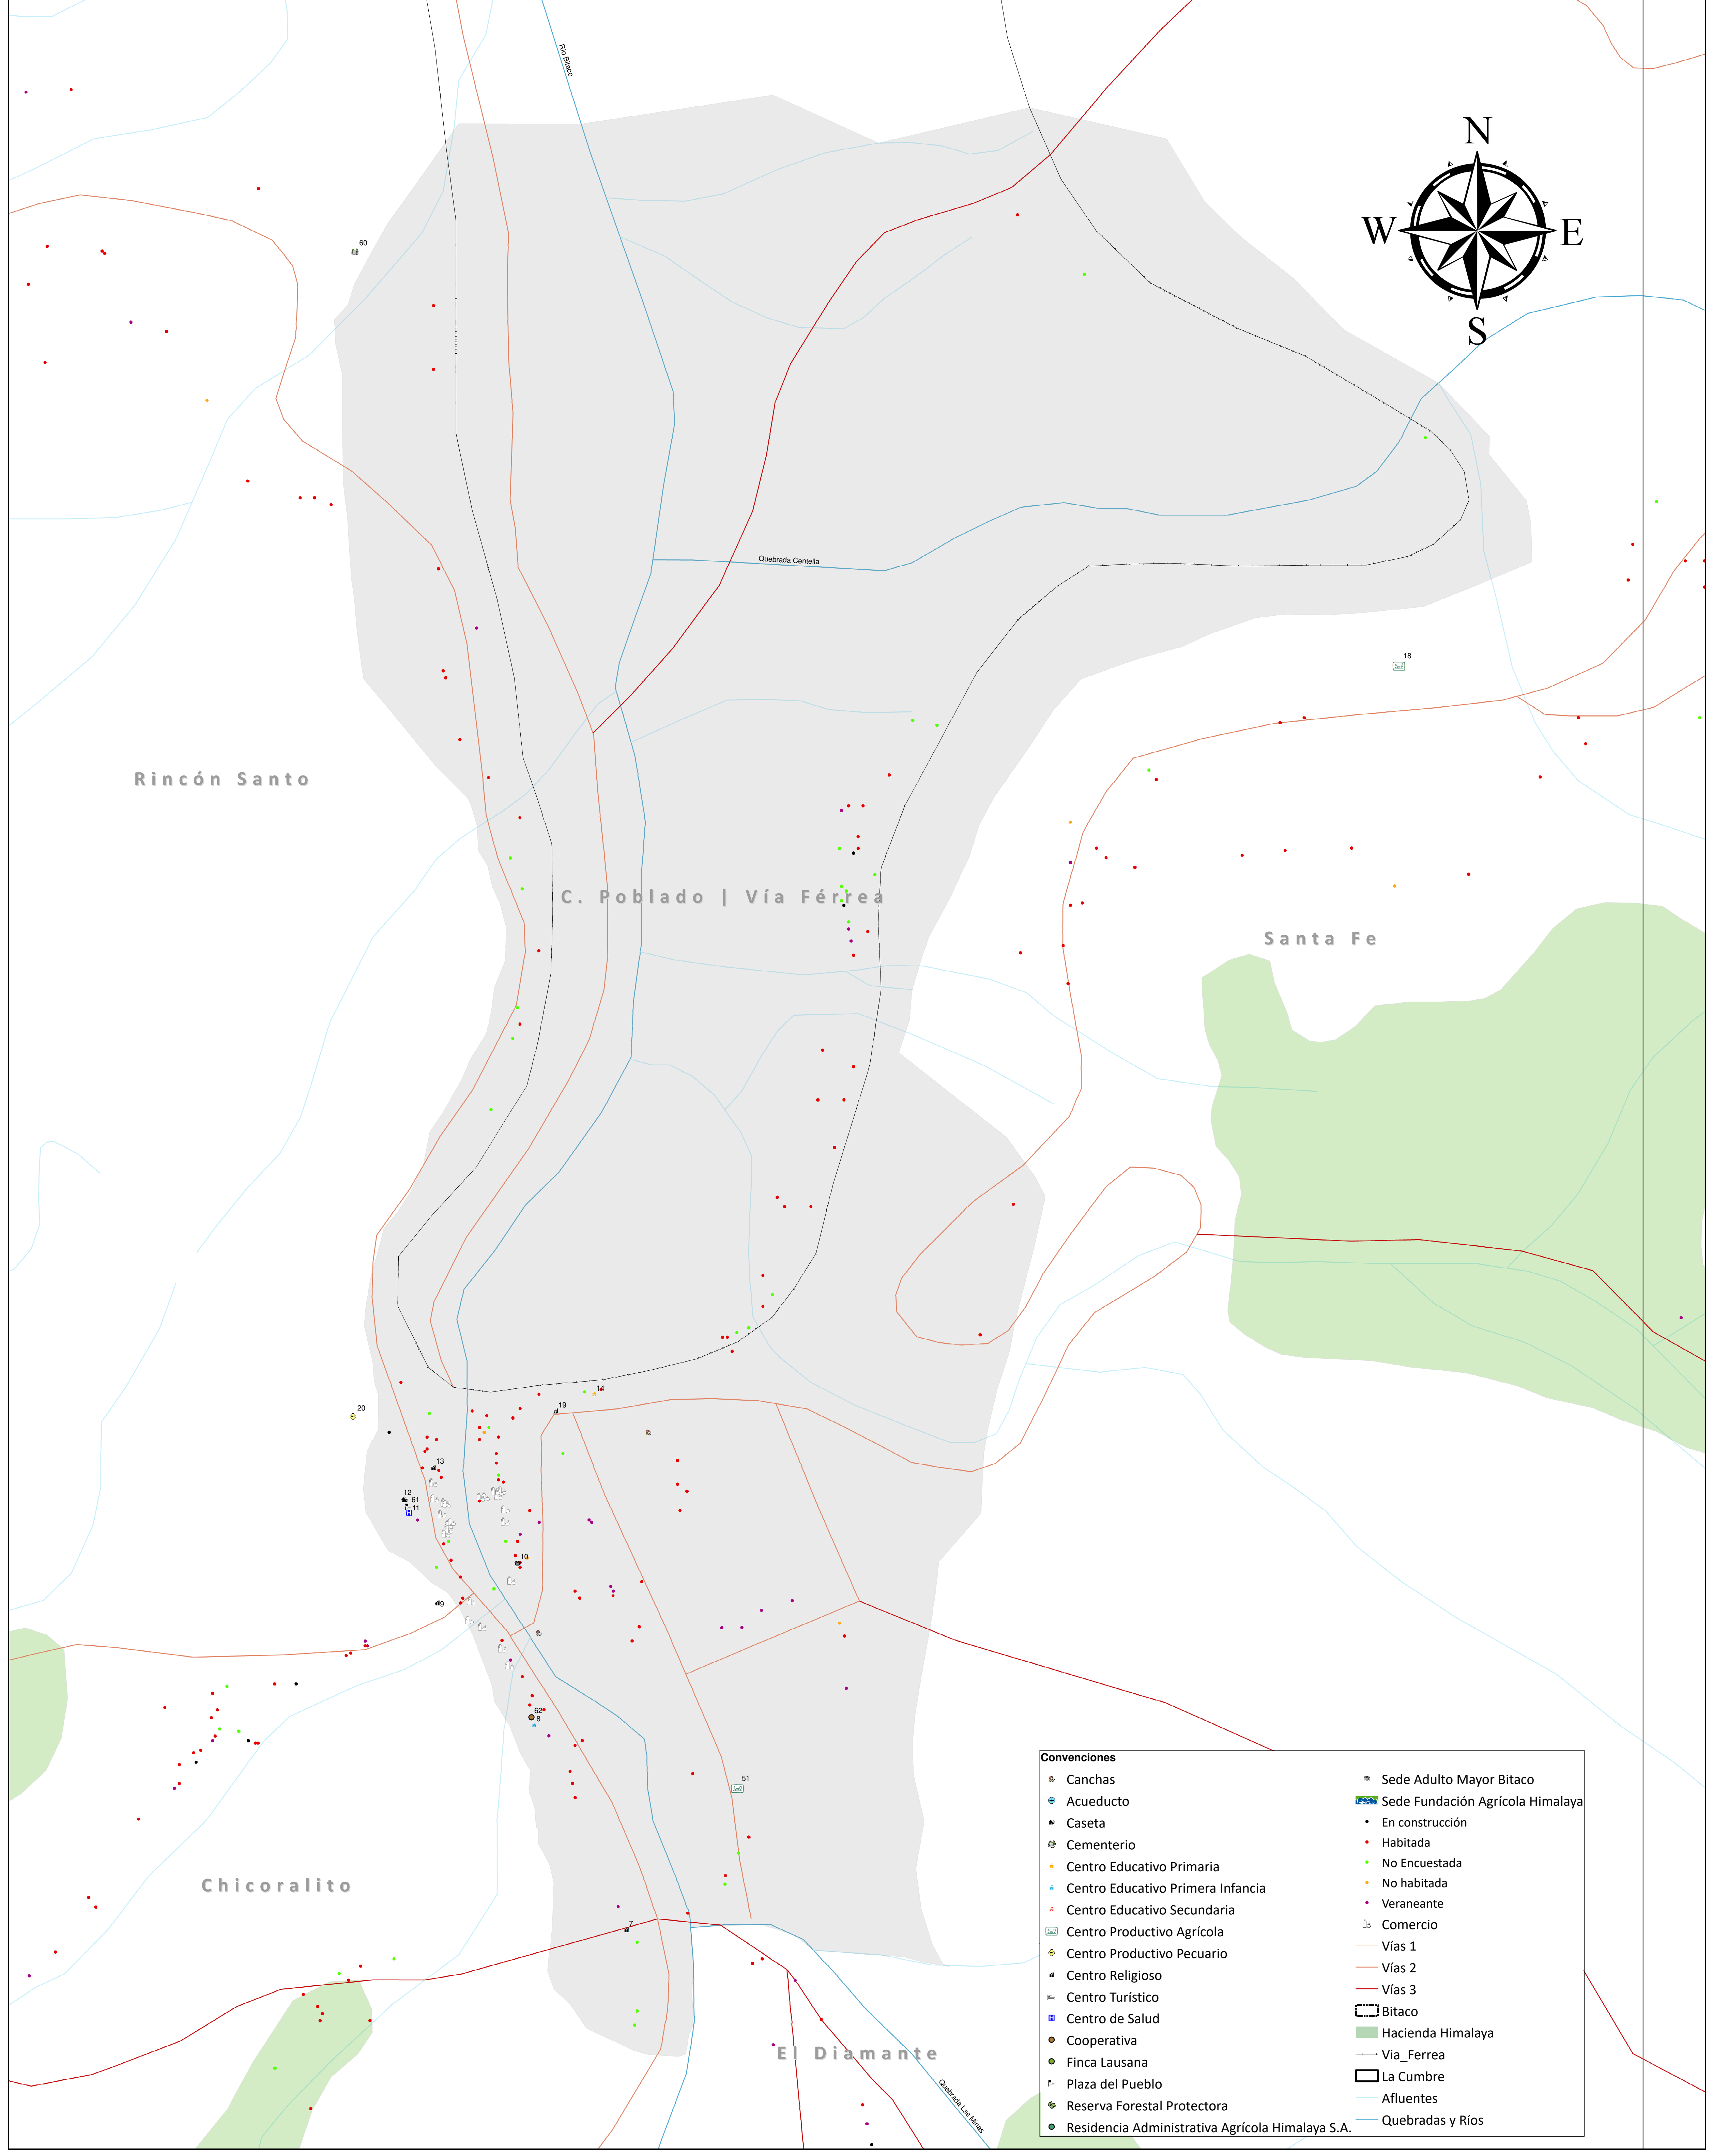 Río Bitaco
N
W
E
S
60
Quebrada Centella
18
Rincón Santo
C. Poblado | Vía Férrea
Santa Fe
14
19
20
13
12
61
11
10
9
62
8
51
7
Chicoralito
El Diamante
Quebrada Las Minas
Convenciones
Canchas
Acueducto
Caseta
Cementerio
Centro Educativo Primaria
Centro Educativo Primera Infancia
Centro Educativo Secundaria
Centro Productivo Agrícola
Centro Productivo Pecuario
Centro Religioso
Centro Turístico
Centro de Salud
Cooperativa
Finca Lausana
Plaza del Pueblo
Reserva Forestal Protectora
Residencia Administrativa Agrícola Himalaya S.A.
Sede Adulto Mayor Bitaco
Sede Fundación Agrícola Himalaya
En construcción
Habitada
No Encuestada
No habitada
Veraneante
Comercio
Vías 1
Vías 2
Vías 3
Bitaco
Hacienda Himalaya
Via_Ferrea
La Cumbre
Afluentes
Quebradas y Ríos